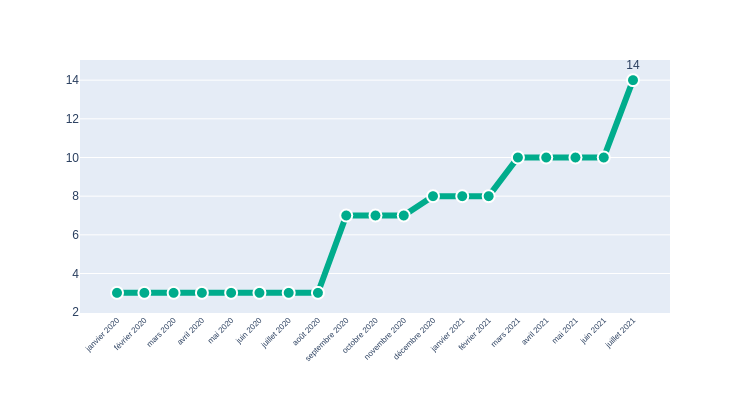 14
14
12
10
8
6
4
2
janvier 2020
février 2020
mars 2020
avril 2020
mai 2020
juin 2020
juillet 2020
août 2020
septembre 2020
octobre 2020
novembre 2020
décembre 2020
janvier 2021
février 2021
mars 2021
avril 2021
mai 2021
juin 2021
juillet 2021